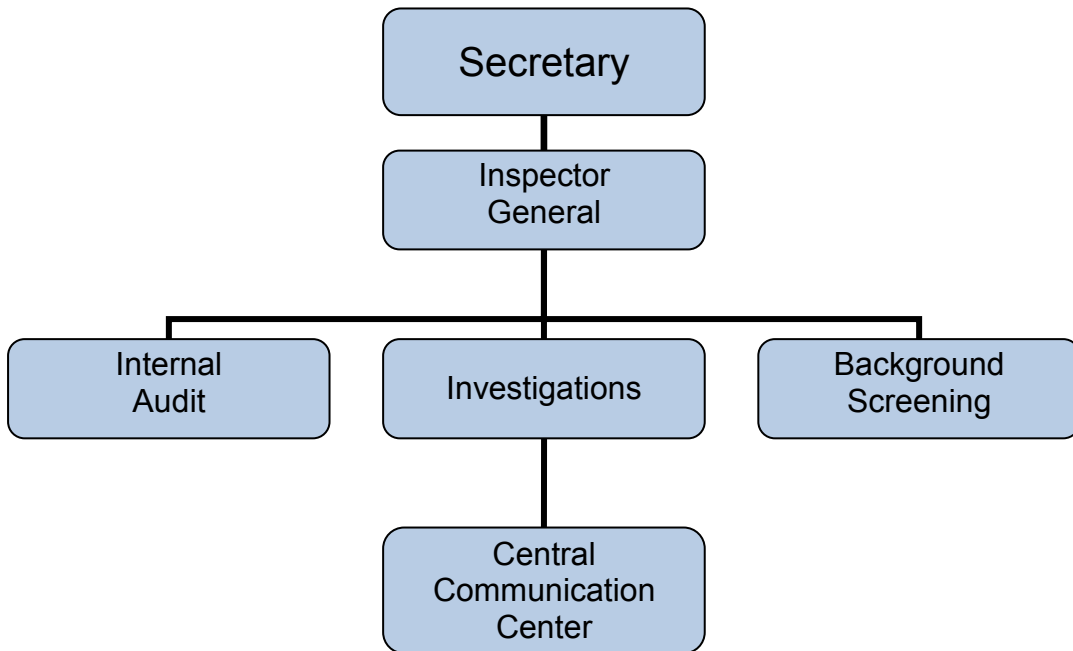 Secretary
Inspector
General
Internal
Audit
Investigations
Background
Screening
Central
Communication
Center